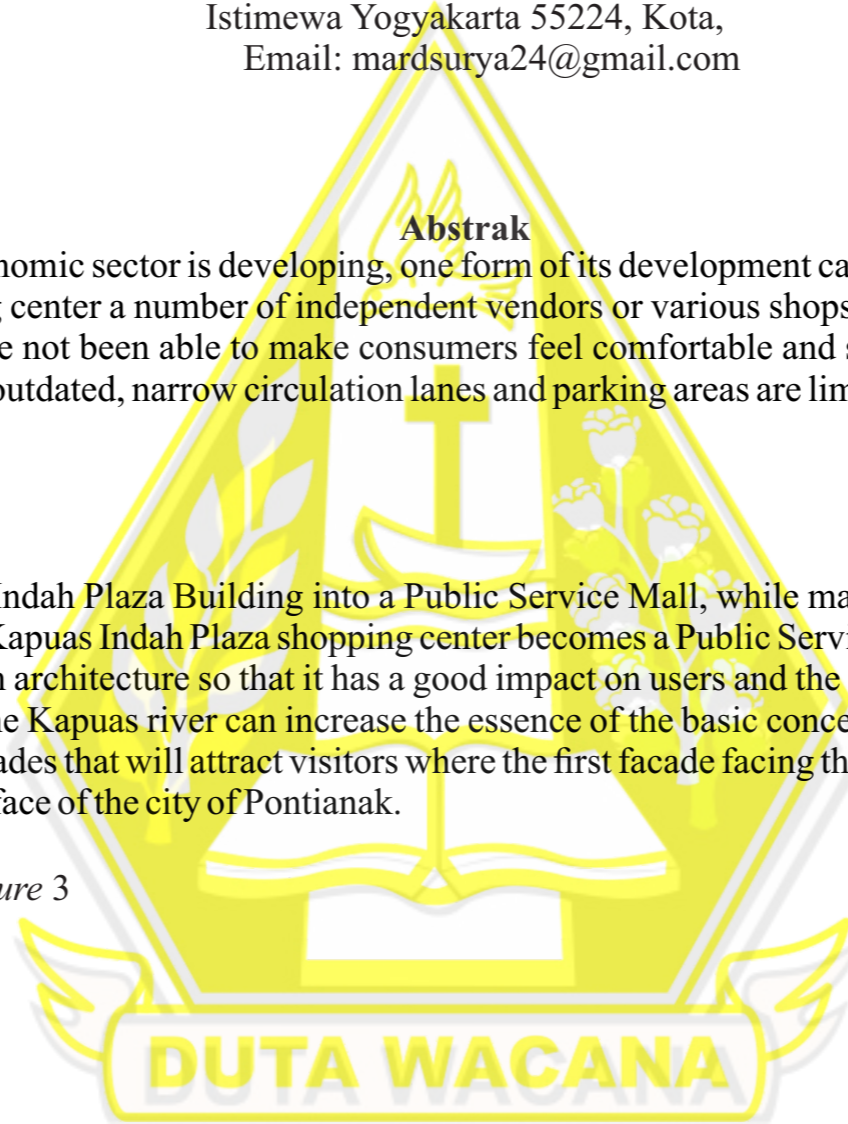 Istimewa Yogyakarta 55224, Kota,
Email: mardsurya24@gmail.com
Abstrak
nomic sector is developing, one form of its development ca
center a number of independent vendors or various shops
e not been able to make consumers feel comfortable and s
outdated, narrow circulation lanes and parking areas are lim
Indah Plaza Building into a Public Service Mall, while ma
Kapuas Indah Plaza shopping center becomes a Public Servi
architecture so that it has a good impact on users and the
ne Kapuas river can increase the essence of the basic conce
ades that will attract visitors where the first facade facing th
face of the city of Pontianak.
ure 3
DUTA WACANA